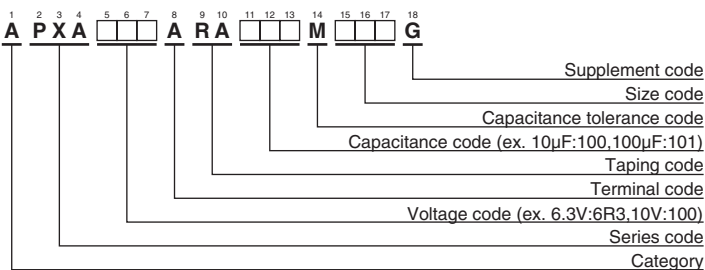 1 2 3 4 5 6 7 8 9 10 11 12 13 14 15 16 17 18
A P X A □□□ A R A □□□ M □□□ G
Supplement code
Size code
Capacitance tolerance code
Capacitance code (ex. 10μF:100,100μF:101)
Taping code
Terminal code
Voltage code (ex. 6.3V:6R3,10V:100)
Series code
Category